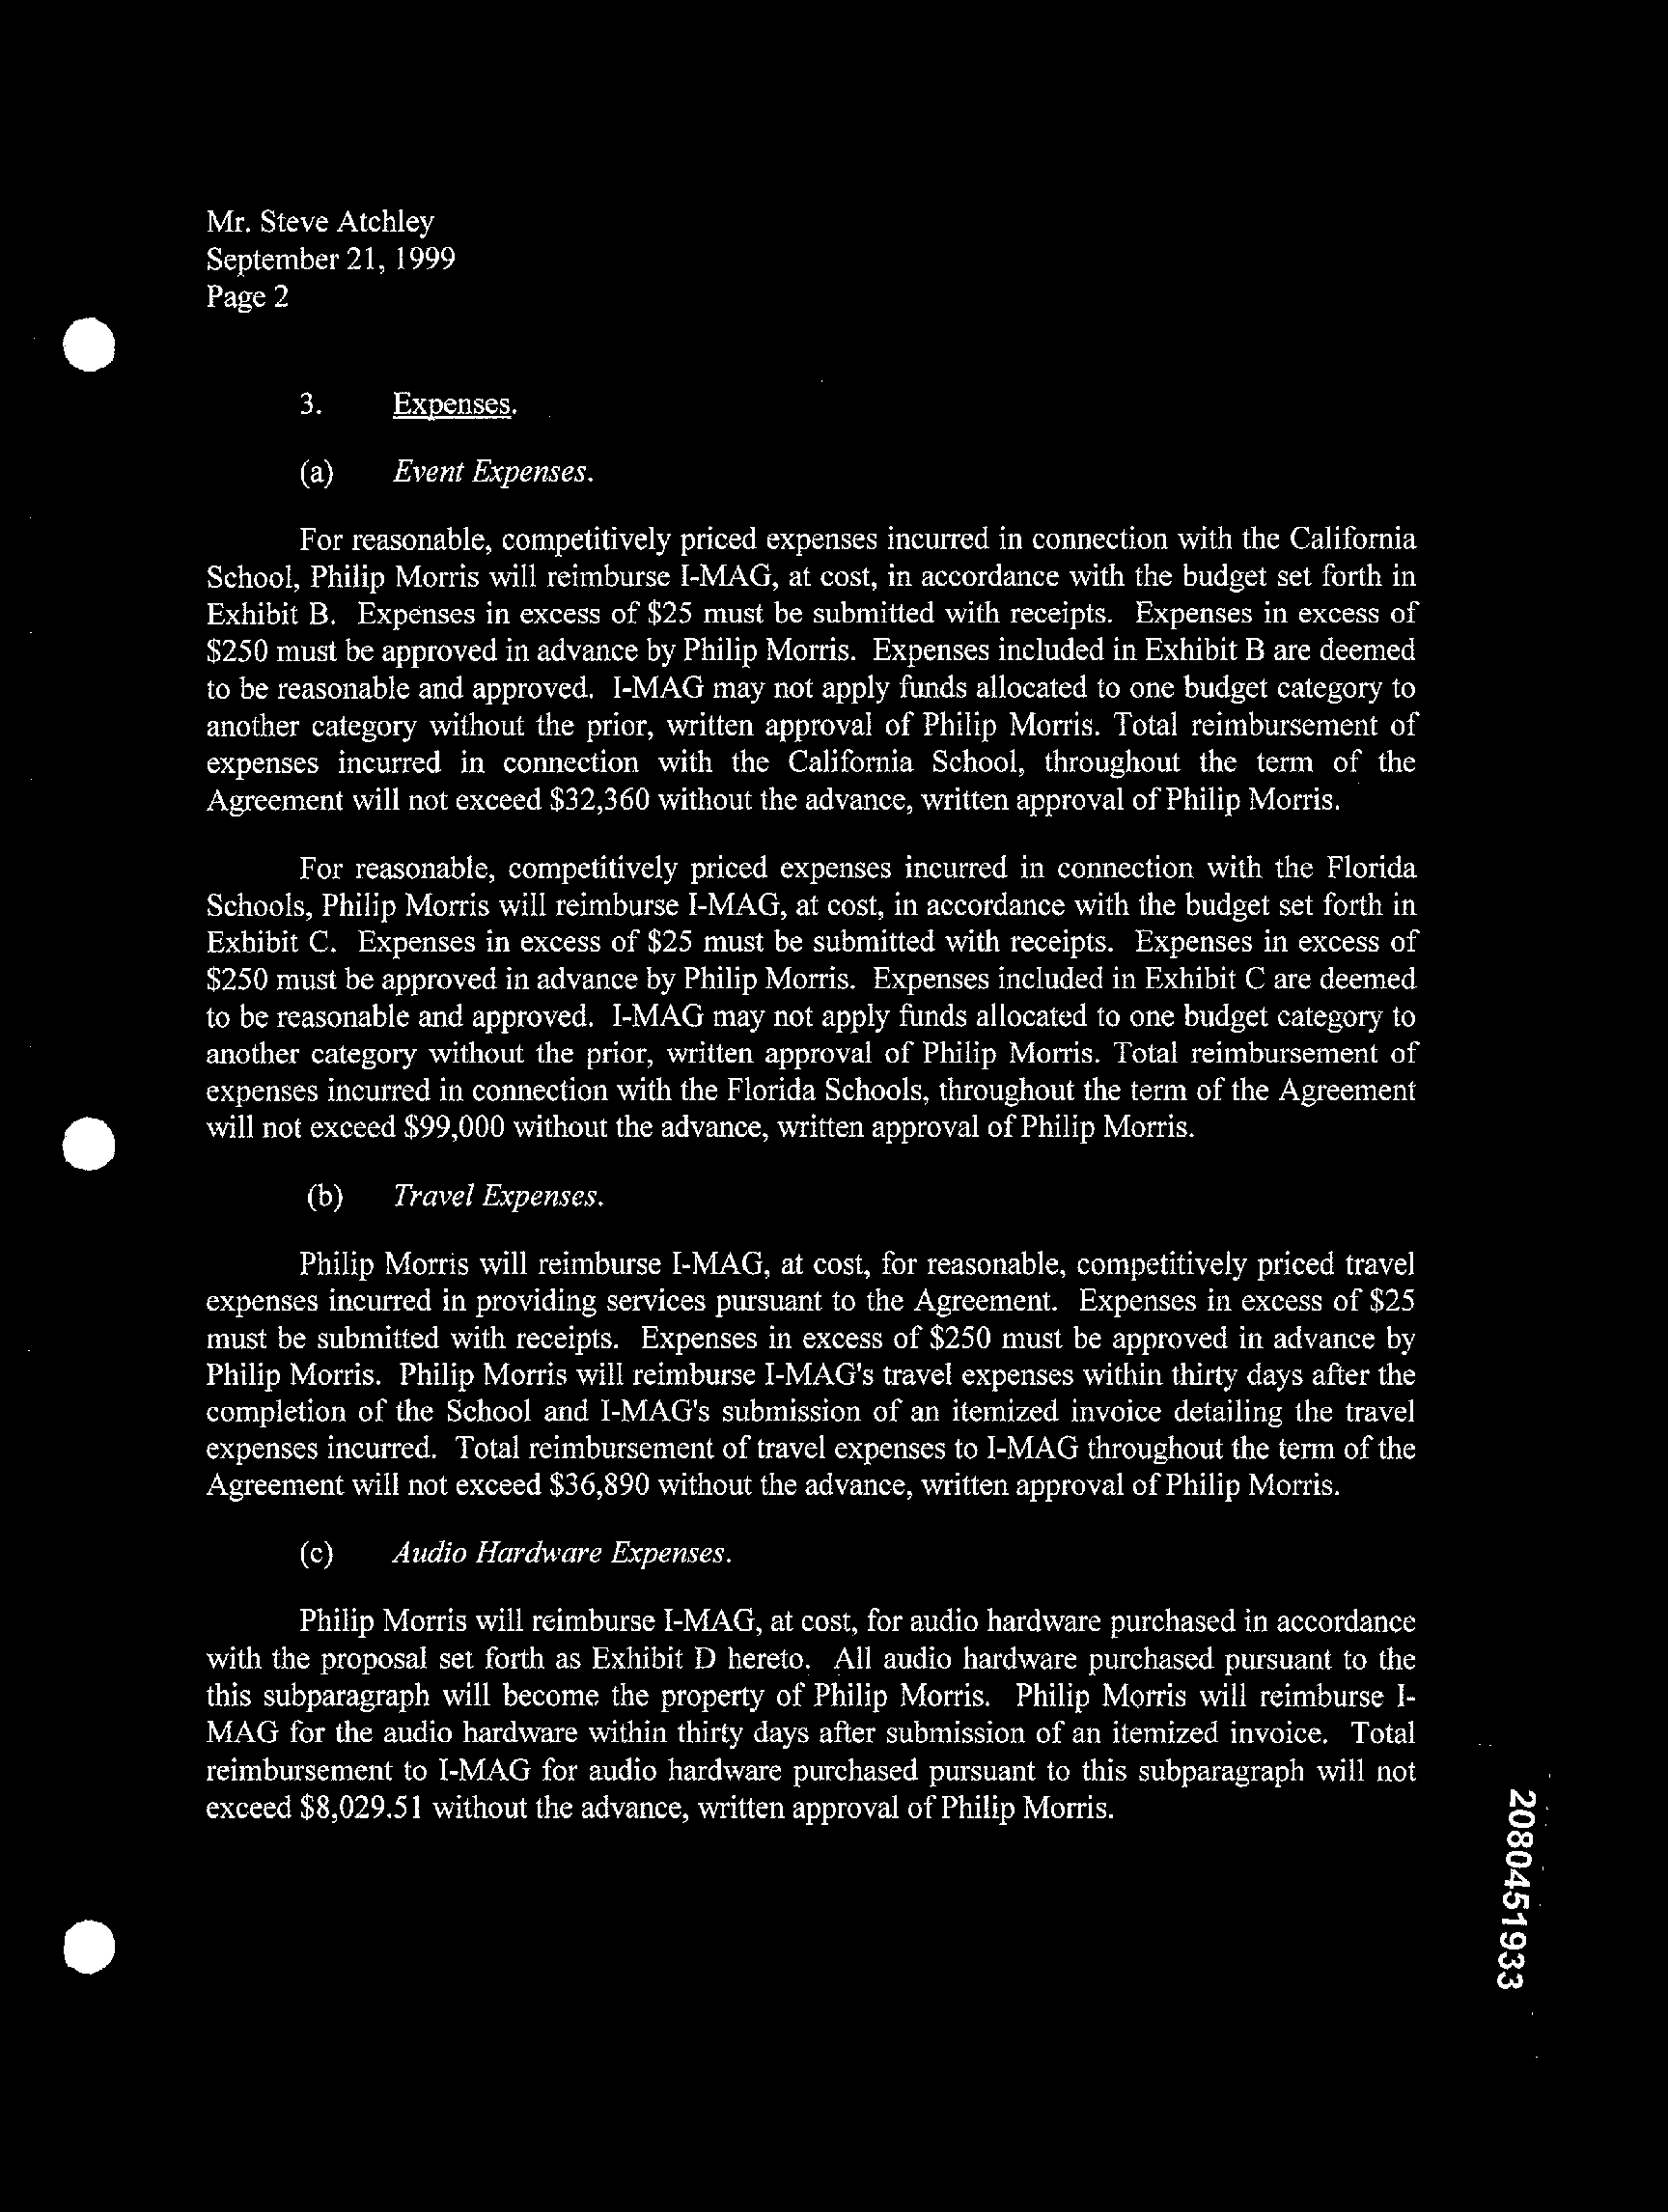 Mr. Steve Atchley
September 21, 1999
Page 2
3. Expenses.
(a) Event Expenses.
For reasonable, competitively priced expenses incurred in connection with the California
School, Philip Morris will reimburse I-MAG, at cost, in accordance with the budget set forth in
Exhibit B. Expenses in excess of $25 must be submitted with receipts. Expenses in excess of
$250 must be approved in advance by Philip Morris. Expenses included in Exhibit B are deemed
to be reasonable and approved. I-MAG may not apply funds allocated to one budget category to
another category without the prior, written approval of Philip Morris. Total reimbursement of
expenses incurred in connection with the California School, throughout the term of the
Agreement will not exceed $32,360 without the advance, written approval of Philip Morris.
For reasonable, competitively priced expenses incurred in connection with the Florida
Schools, Philip Morris will reimburse I-MAG, at cost, in accordance with the budget set forth in
Exhibit C. Expenses in excess of $25 must be submitted with receipts. Expenses in excess of
$250 must be approved in advance by Philip Morris. Expenses included in Exhibit C are deemed
to be reasonable and approved. I-MAG may not apply funds allocated to one budget category to
another category without the prior, written approval of Philip Morris. Total reimbursement of
expenses incurred in connection with the Florida Schools, throughout the term of the Agreement
will not exceed $99,000 without the advance, written approval of Philip Morris.
(b) Travel Expenses.
Philip Morris will reimburse I-MAG, at cost, for reasonable, competitively priced travel
expenses incurred in providing services pursuant to the Agreement. Expenses in excess of $25
must be submitted with receipts. Expenses in excess of $250 must be approved in advance by
Philip Morris. Philip Morris will reimburse I-MAG's travel expenses within thirty days after the
completion of the School and I-MAG's submission of an itemized invoice detailing the travel
expenses incurred. Total reimbursement of travel expenses to I-MAG throughout the term of the
Agreement will not exceed $36,890 without the advance, written approval of Philip Morris.
(c) Audio Hardware Expenses.
Philip Morris will reimburse I-MAG, at cost, for audio hardware purchased in accordance
with the proposal set forth as Exhibit D hereto. All audio hardware purchased pursuant to the
this subparagraph will become the property of Philip Morris. Philip Morris will reimburse I-
MAG for the audio hardware within thirty days after submission of an itemized invoice. Total
reimbursement to I-MAG for audio hardware purchased pursuant to this subparagraph will not
exceed $8,029.51 without the advance, written approval of Philip Morris.
2080451933